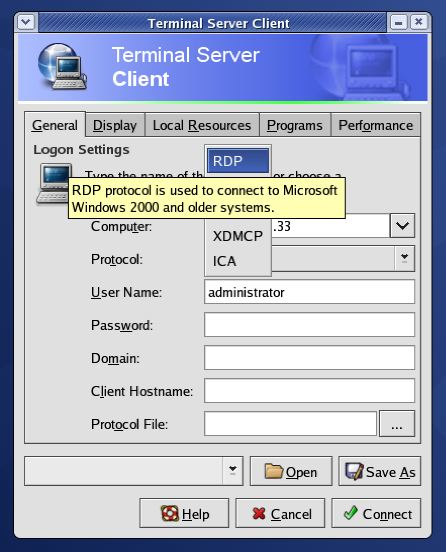 Terminal Server Client
Terminal Server
Client
General Display Local Resources Programs Performance
Logon Settings
RDP
Type the name of th or choose a
RDP protocol is used to connect to Microsoft
Windows 2000 and older systems.
Computer: .33
XDMCP
Protocol:
ICA
User Name: administrator
Password:
Domain:
Client Hostname:
Protocol File: ...
Open Save As
Help Cancel Connect